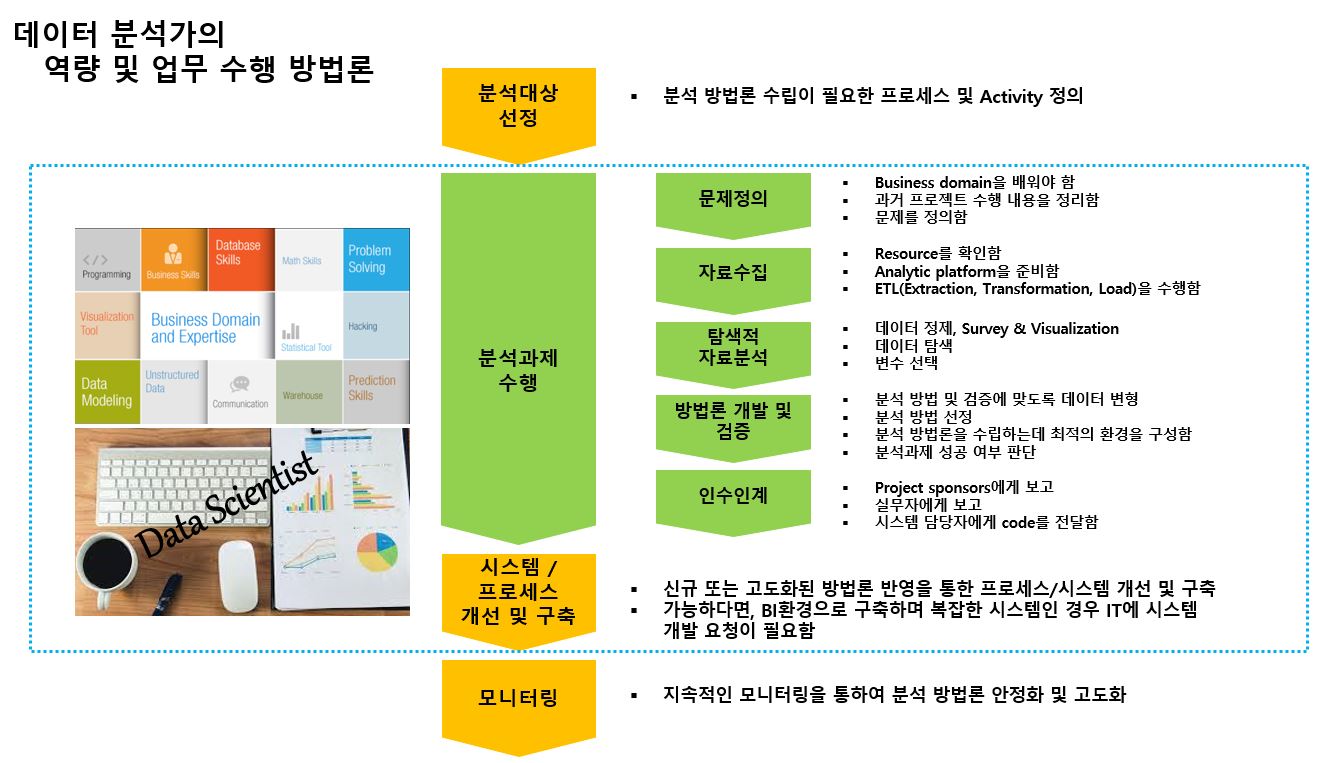 데이터 분석가의
역량 및 업무 수행 방법론
분석대상
선정
▪ 분석 방법론 수립이 필요한 프로세스 및 Activity 정의
</> 
Programming
Business Skills
Database
Skills
Math Skills
Problem
Solving
Visualization
Tool
Business Domain
and Expertise
Statistical Tool
Hacking
Data
Modeling
Unstructured
Data
Communication
Warehouse
Prediction
Skills
Data Scientist
분석과제
수행
문제정의
▪ Business domain을 배워야 함
▪ 과거 프로젝트 수행 내용을 정리함
▪ 문제를 정의함
자료수집
▪ Resource를 확인함
▪ Analytic platform을 준비함
▪ ETL(Extraction, Transformation, Load)을 수행함
탐색적
자료분석
▪ 데이터 정제, Survey & Visualization
▪ 데이터 탐색
▪ 변수 선택
방법론 개발 및
검증
▪ 분석 방법 및 검증에 맞도록 데이터 변형
▪ 분석 방법 선정
▪ 분석 방법론을 수립하는데 최적의 환경을 구성함
▪ 분석과제 성공 여부 판단
인수인계
▪ Project sponsors에게 보고
▪ 실무자에게 보고
▪ 시스템 담당자에게 code를 전달함
시스템 /
프로세스
개선 및 구축
▪ 신규 또는 고도화된 방법론 반영을 통한 프로세스/시스템 개선 및 구축
▪ 가능하다면, BI환경으로 구축하며 복잡한 시스템인 경우 IT에 시스템
개발 요청이 필요함
모니터링
▪ 지속적인 모니터링을 통하여 분석 방법론 안정화 및 고도화